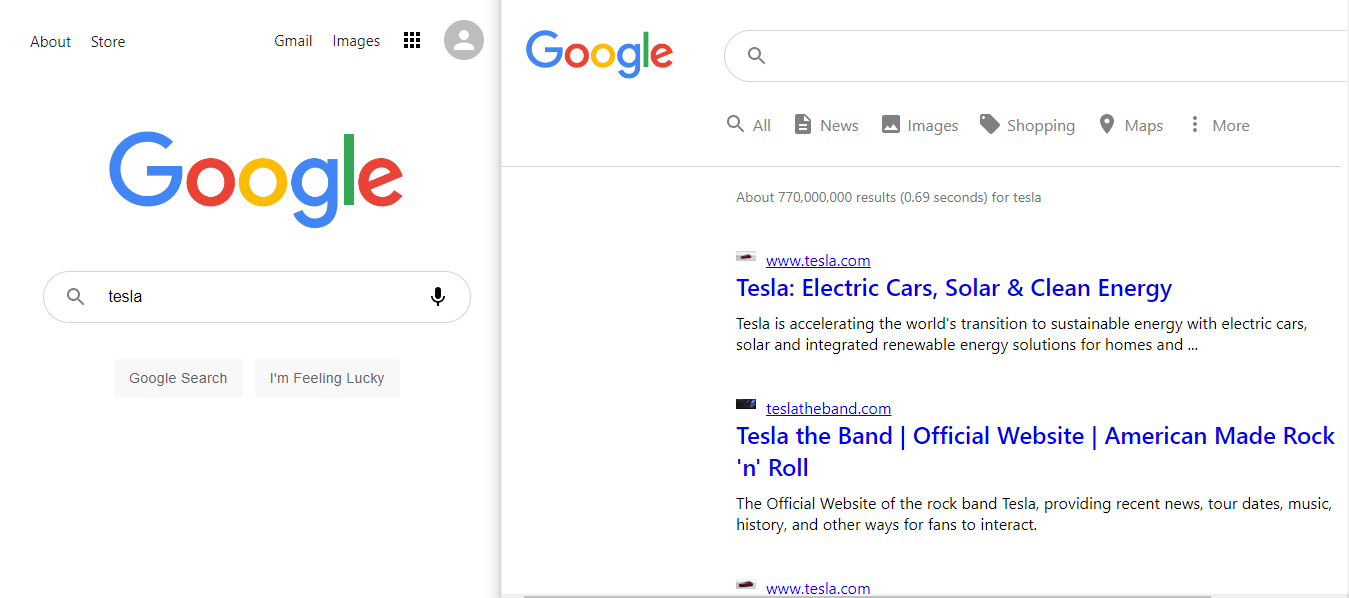 About Store Gmail Images
Google
tesla
Google Search I'm Feeling Lucky
Google
All News Images Shopping Maps More
About 770,000,000 results (0.69 seconds) for tesla
www.tesla.com
Tesla: Electric Cars, Solar & Clean Energy
Tesla is accelerating the world's transition to sustainable energy with electric cars,
solar and integrated renewable energy solutions for homes and ...
teslatheband.com
Tesla the Band | Official Website | American Made Rock
'n' Roll
The Official Website of the rock band Tesla, providing recent news, tour dates, music,
history, and other ways for fans to interact.
www.tesla.com